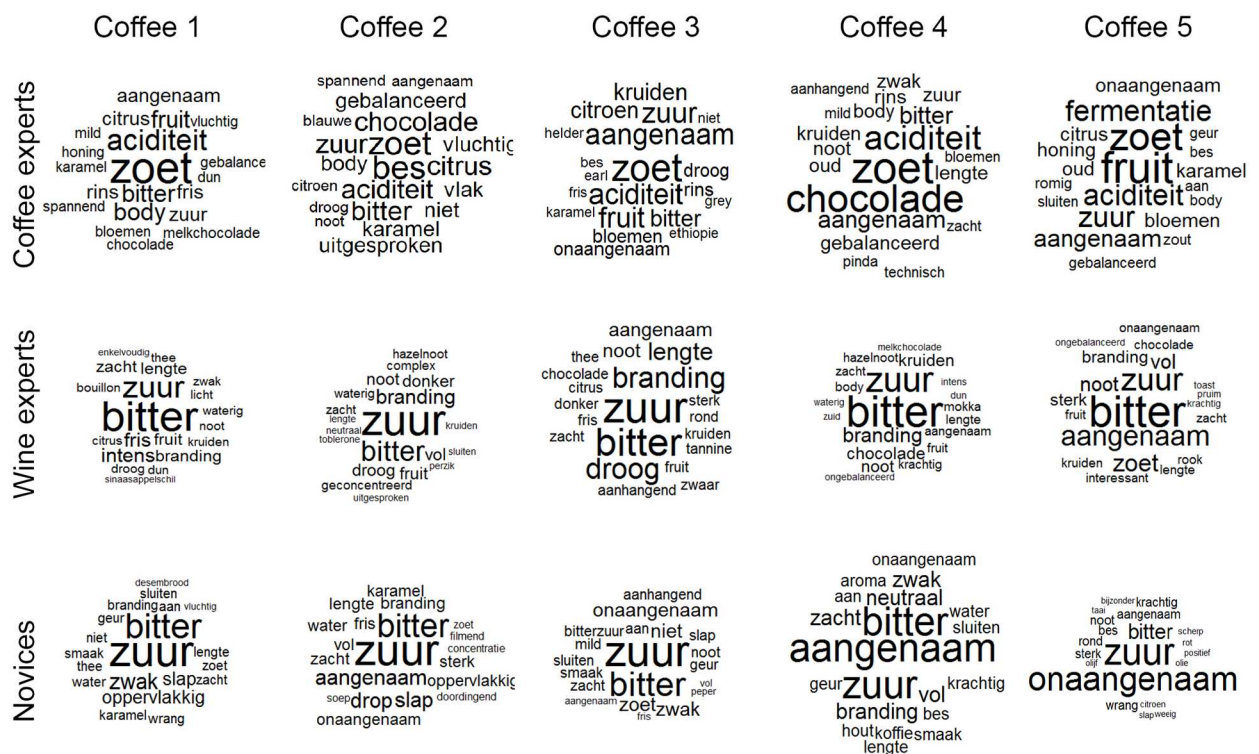 Coffee 1 Coffee 2 Coffee 3 Coffee 4 Coffee 5
Coffee experts
aangenaam
citrus fruit vluchtig
mild aciditeit
honing zoet gebalance
karamel dun
rins bitter fris
spannend body zuur
bloemen melkchocolade
chocolade
spannend aangenaam
gebalanceerd
blauwe chocolade
zuur zoet vluchtig
body bes citrus
citroen aciditeit vlak
droog bitter niet
noot karamel
uitgesproken
kruiden
citroen zuur niet
helder aangenaam
bes zoet droog
earl
fris aciditeit rins
karamel fruit bitter grey
bloemen ethiopie
onaangenaam
aanhangend zwak
rins zuur
mild body bitter
kruiden aciditeit
noot bloemen
oud zoet lengte
chocolade
aangenaam zacht
gebalanceerd
pinda
technisch
onaangenaam
fermentatie
citrus zoet geur
honing bes
oud fruit karamel
romig aan
sluiten aciditeit body
zuur bloemen
aangenaam zout
gebalanceerd
Wine experts
enkelvoudig thee
zacht lengte
bouillon zuur zwak
licht
bitter waterig
noot
citrus fris fruit kruiden
intens branding
droog dun
sinaasappelschil
hazelnoot
complex
noot donker
waterig branding
zacht
lengte zuur kruiden
neutraal
toblerone bitter vol sluiten
droog fruit perzik
geconcentreerd
uitgesproken
aangenaam
thee noot lengte
chocolade branding
citrus
donker zuur sterk
fris rond
zacht bitter kruiden
tannine
droog fruit
aanhangend zwaar
melkchocolade
hazelnoot kruiden
zacht zuur intens
body dun
waterig bitter mokka
zuid lengte
branding aangenaam
chocolade fruit
noot krachtig
ongebalanceerd
onaangenaam
ongebalanceerd chocolade
branding vol
noot zuur toast
pruim
sterk bitter krachtig
fruit zacht
aangenaam
kruiden zoet rook
lengte
interessant
Novices
desembrood
sluiten
branding aan vluchtig
geur bitter
niet
smaak zuur lengte
thee zoet
water zwak slap zacht
oppervlakkig
karamel wrang
karamel
lengte branding
water fris bitter zoet
filmend
vol zuur concentratie
zacht sterk
aangenaam oppervlakkig
soep drop slap doordingend
onaangenaam
aanhangend
onaangenaam
bitterzuur aan niet slap
mild zuur noot
sluiten geur
smaak
zacht bitter vol
peper
aangenaam zoet zwak
fris
onaangenaam
aroma zwak
aan neutraal
zacht bitter water
sluiten
aangenaam
geur zuur vol krachtig
branding bes
hout koffiesmaak
lengte
bijzonder krachtig
taai aangenaam
noot
bes bitter scherp
rond rot
sterk zuur positief
olijf olie
onaangenaam
wrang citroen
slap weeig